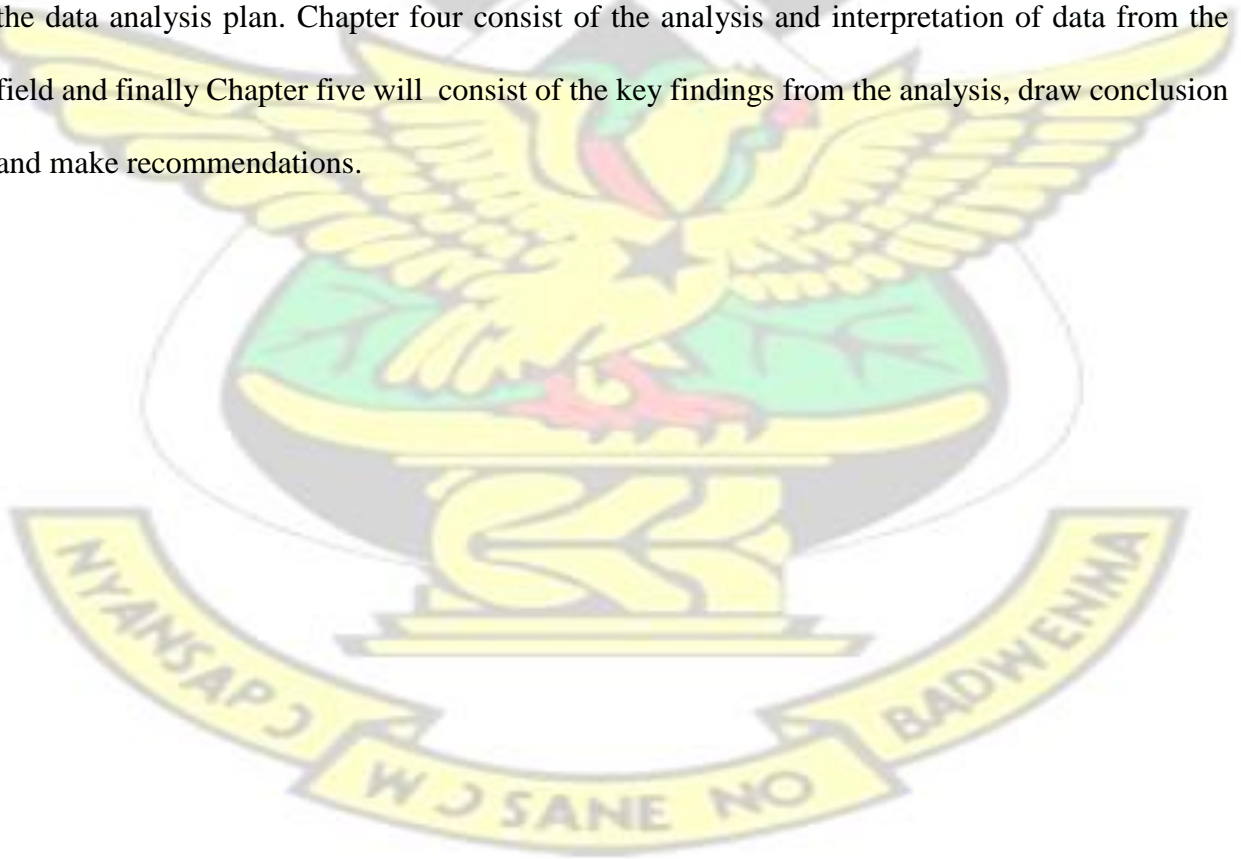 the data analysis plan. Chapter four consist of the analysis and interpretation of data from the
field and finally Chapter five will  consist of the key findings from the analysis, draw conclusion
and make recommendations.
NYANSAPƆ
WƆSANE NO
BADWENMA